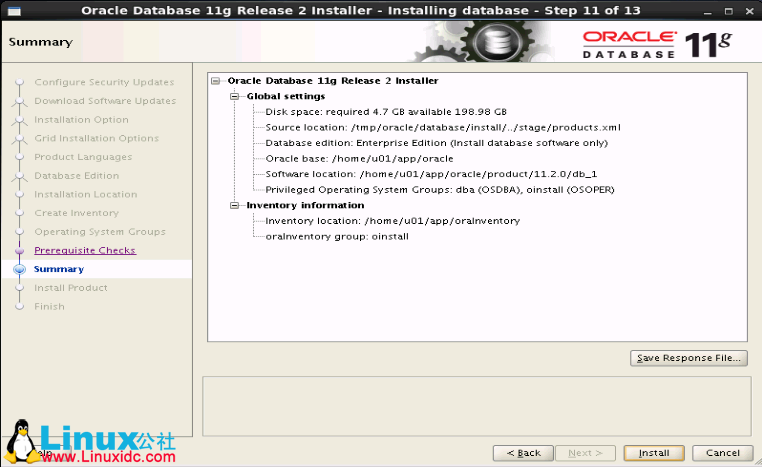 Oracle Database 11g Release 2 Installer - Installing database - Step 11 of 13
Summary
ORACLE
DATABASE 11g
Configure Security Updates
Download Software Updates
Installation Option
Grid Installation Options
Product Languages
Database Edition
Installation Location
Create Inventory
Operating System Groups
Prerequisite Checks
Summary
Install Product
Finish
Oracle Database 11g Release 2 Installer
Global settings
Disk space: required 4.7 GB available 198.98 GB
Source location: /tmp/oracle/database/install/../stage/products.xml
Database edition: Enterprise Edition (Install database software only)
Oracle base: /home/u01/app/oracle
Software location: /home/u01/app/oracle/product/11.2.0/db_1
Privileged Operating System Groups: dba (OSDBA), oinstall (OSOPER)
Inventory information
Inventory location: /home/u01/app/oraInventory
oraInventory group: oinstall
Save Response File...
Linux公社
www.Linuxidc.com
< Back
Next >
Install
Cancel